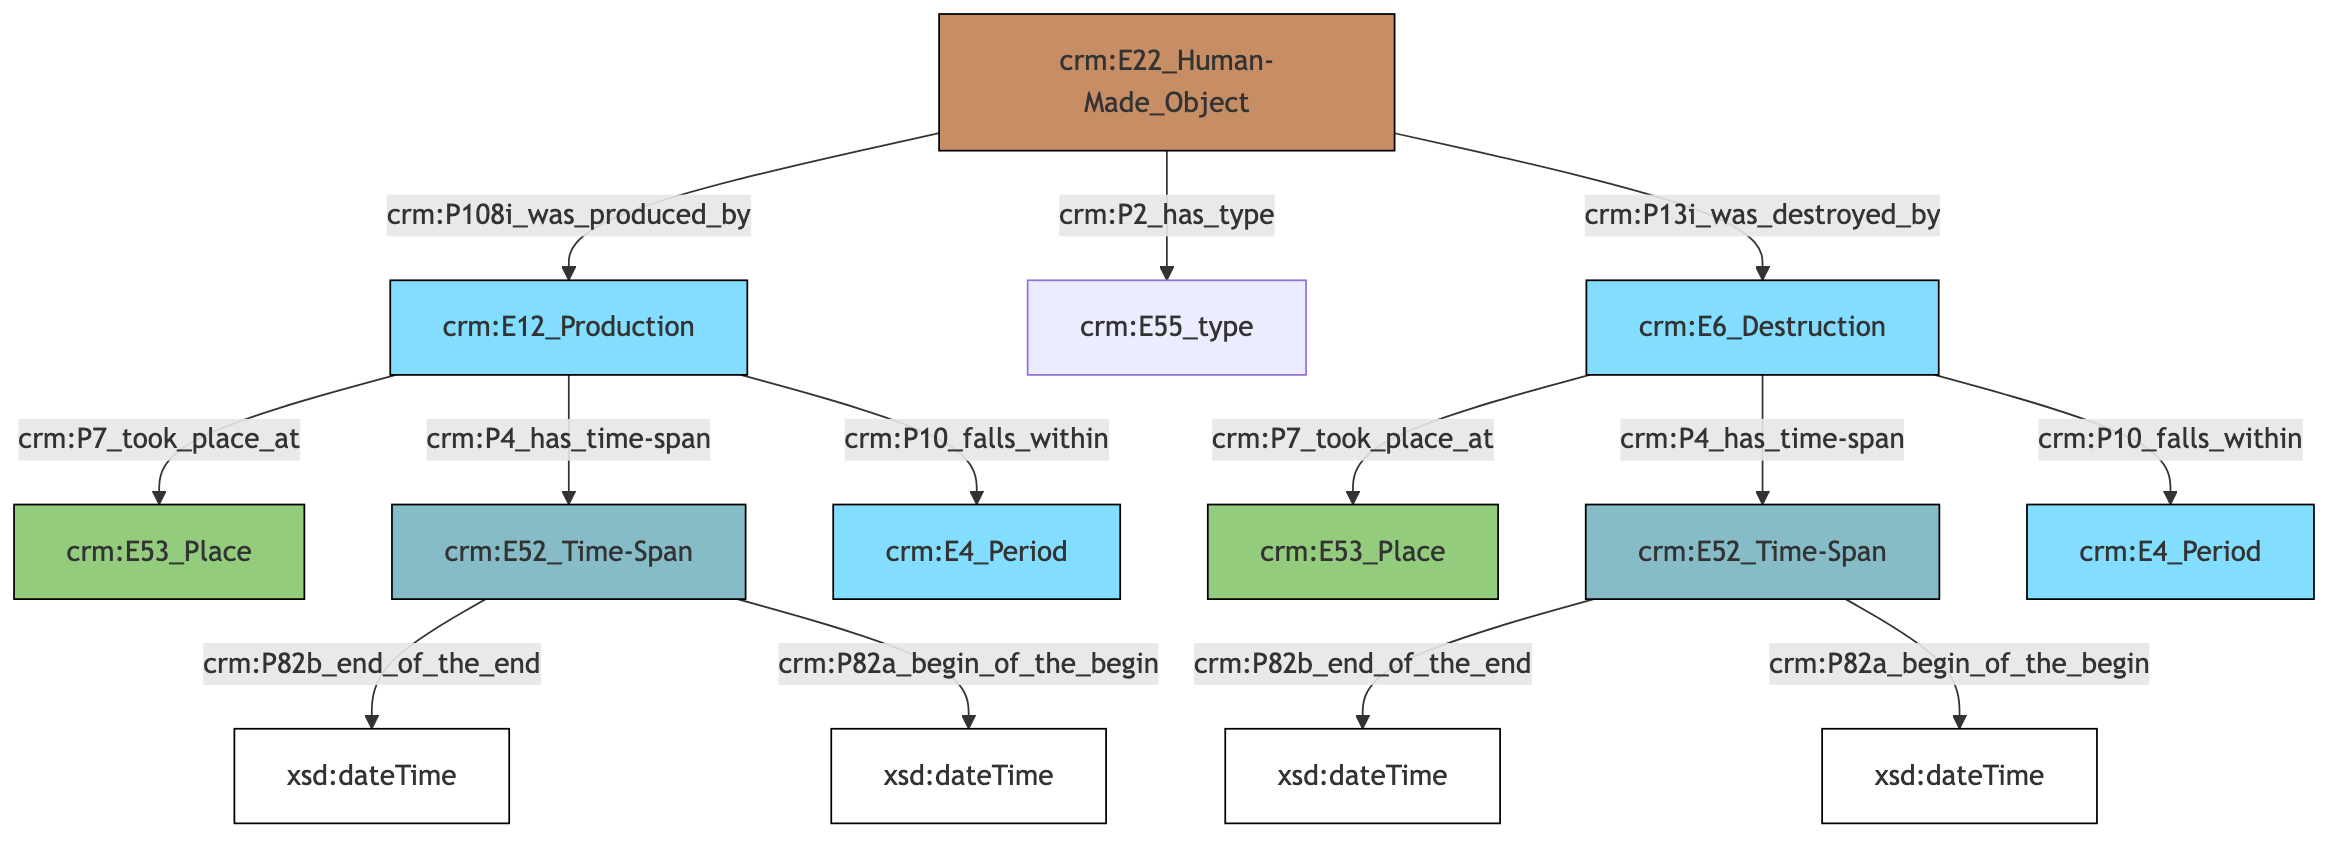 crm:E22_Human-
Made_Object
crm:P108i_was_produced_by
crm:P2_has_type
crm:P13i_was_destroyed_by
crm:E12_Production
crm:E55_type
crm:E6_Destruction
crm:P7_took_place_at
crm:P4_has_time-span
crm:P10_falls_within
crm:P7_took_place_at
crm:P4_has_time-span
crm:P10_falls_within
crm:E53_Place
crm:E52_Time-Span
crm:E4_Period
crm:E53_Place
crm:E52_Time-Span
crm:E4_Period
crm:P82b_end_of_the_end
crm:P82a_begin_of_the_begin
crm:P82b_end_of_the_end
crm:P82a_begin_of_the_begin
xsd:dateTime
xsd:dateTime
xsd:dateTime
xsd:dateTime